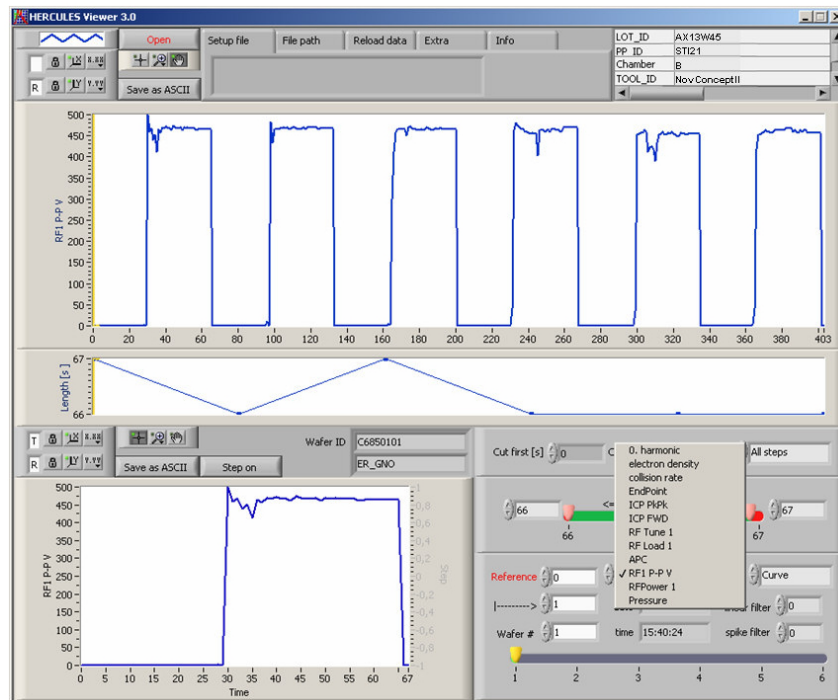 HERCULES Viewer 3.0
Open
Setup file
File path
Reload data
Extra
Info
LOT_ID AX13W45
PP_ID STI21
Chamber B
TOOL_ID NovConceptII
R
Save as ASCII
RF1 P-P V
500
450
400
350
300
250
200
150
100
50
0
0 20 40 60 80 100 120 140 160 180 200 220 240 260 280 300 320 340 360 380 403
Length [s]
67
66
T
R
Save as ASCII
Step on
Wafer ID
C6850101
ER_GNO
RF1 P-P V
500
450
400
350
300
250
200
150
100
50
0
0 5 10 15 20 25 30 35 40 45 50 55 60 67
Time
1
0,8
0,6
0,4
0,2
0
-0,2
-0,4
-0,6
-0,8
-1
Step
Cut first [s]
0
All steps
0. harmonic
electron density
collision rate
EndPoint
ICP PkPk
ICP FWD
RF Tune 1
RF Load 1
APC
RF1 P-P V
RFPower 1
Pressure
66
<=
67
66
67
Reference
0
Curve
|--------->
1
filter
0
Wafer #
1
time
15:40:24
spike filter
0
1 2 3 4 5 6